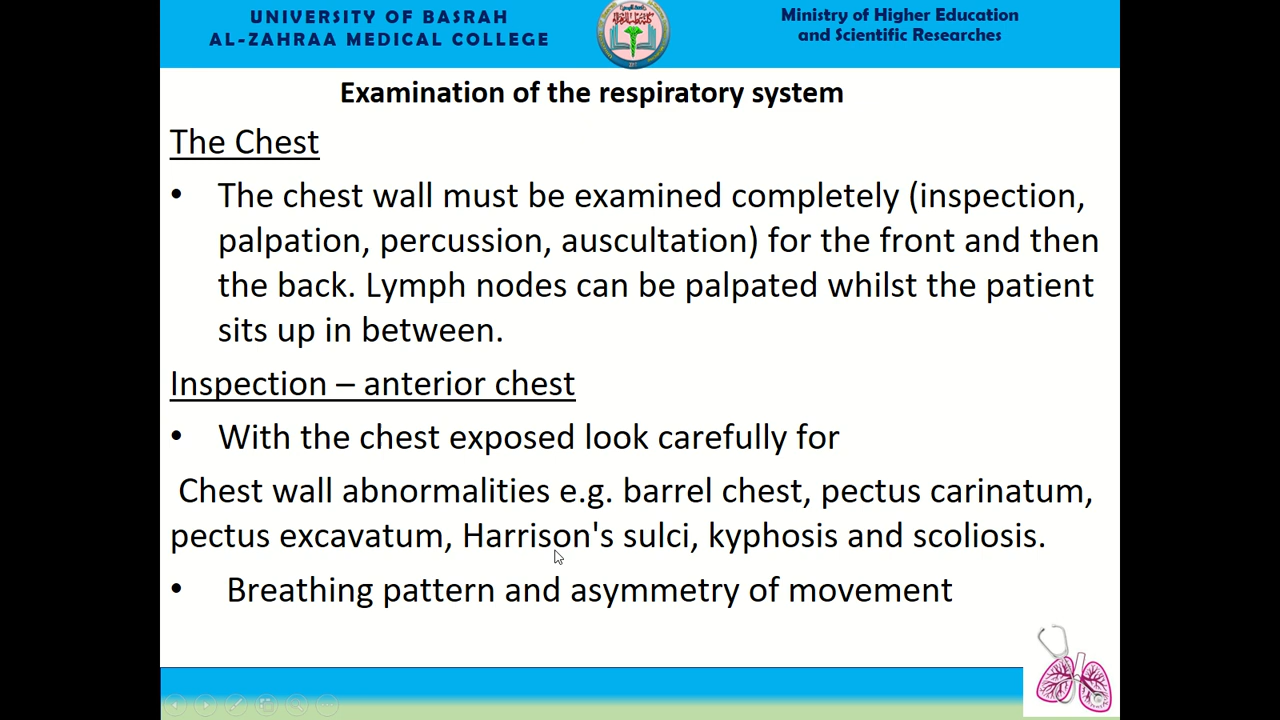 UNIVERSITY OF BASRAH
AL-ZAHRAA MEDICAL COLLEGE
Ministry of Higher Education
and Scientific Researches
Examination of the respiratory system
The Chest
• The chest wall must be examined completely (inspection,
palpation, percussion, auscultation) for the front and then
the back. Lymph nodes can be palpated whilst the patient
sits up in between.
Inspection – anterior chest
• With the chest exposed look carefully for
Chest wall abnormalities e.g. barrel chest, pectus carinatum,
pectus excavatum, Harrison's sulci, kyphosis and scoliosis.
• Breathing pattern and asymmetry of movement